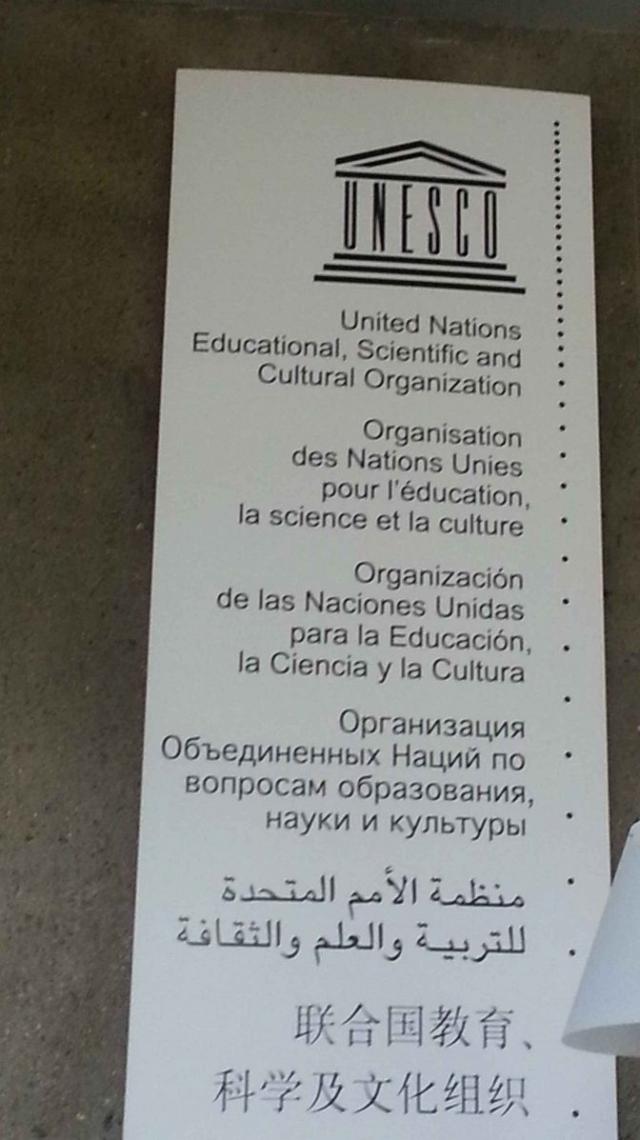 UNESCO
United Nations
Educational, Scientific and
Cultural Organization
Organisation
des Nations Unies
pour l'éducation,
la science et la culture
Organización
de las Naciones Unidas
para la Educación,
la Ciencia y la Cultura
Организация
Объединенных Наций по
вопросам образования,
науки и культуры
منظمة الأمم المتحدة
للتربية والعلم والثقافة
联合国教育、
科学及文化组织